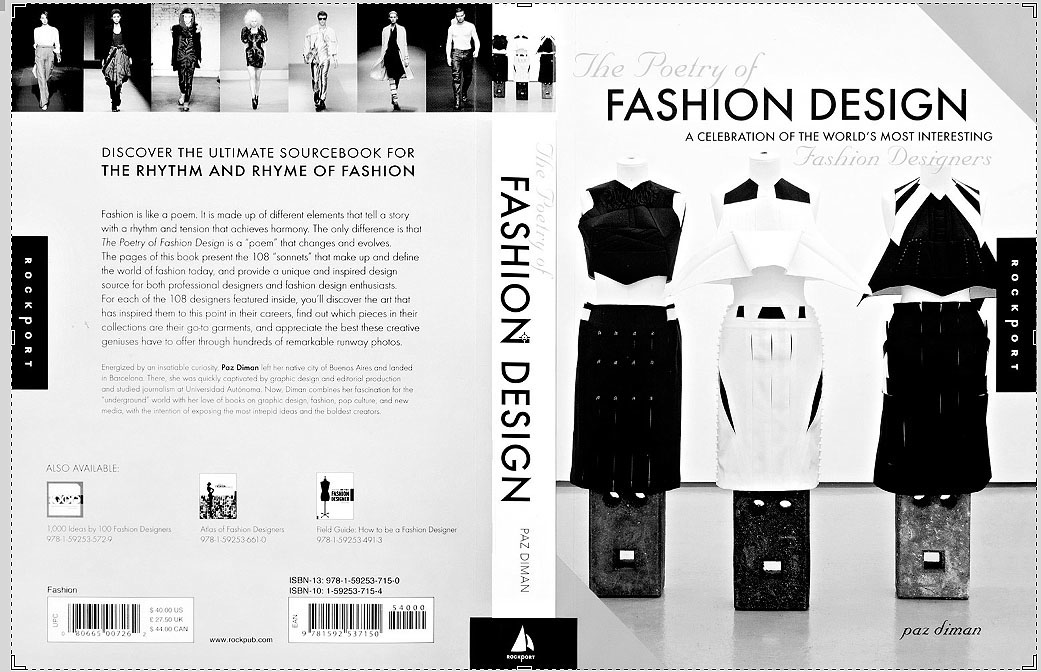 DISCOVER THE ULTIMATE SOURCEBOOK FOR
THE RHYTHM AND RHYME OF FASHION
Fashion is like a poem. It is made up of different elements that tell a story
with a rhythm and tension that achieves harmony. The only difference is that
The Poetry of Fashion Design is a "poem" that changes and evolves.
The pages of this book present the 108 "sonnets" that make up and define
the world of fashion today, and provide a unique and inspired design
source for both professional designers and fashion design enthusiasts.
For each of the 108 designers featured inside, you'll discover the art that
has inspired them to this point in their careers, find out which pieces in their
collections are their go-to garments, and appreciate the best these creative
geniuses have to offer through hundreds of remarkable runway photos.
Energized by an insatiable curiosity, Paz Diman left her native city of Buenos Aires and landed
in Barcelona. There, she was quickly captivated by graphic design and editorial production
and studied journalism at Universidad Autónoma. Now, Diman combines her fascination for the
"underground" world with her love of books on graphic design, fashion, pop culture, and new
media, with the intention of exposing the most intrepid ideas and the boldest creators.
ROCKPORT
ALSO AVAILABLE:
1,000 Ideas by 100 Fashion Designers
978-1-59253-572-9
Atlas of Fashion Designers
978-1-59253-661-0
FASHION
DESIGNER
Field Guide: How to be a Fashion Designer
978-1-59253-491-3
Fashion
UPC
0 80665 00726 2
$ 40.00 US
£ 27.50 UK
$ 44.00 CAN
www.rockpub.com
ISBN-13: 978-1-59253-715-0
ISBN-10: 1-59253-715-4
EAN
9 781592 537150
54000
The Poetry of
FASHION DESIGN
PAZ DIMAN
ROCKPORT
The Poetry of
FASHION DESIGN
A CELEBRATION OF THE WORLD'S MOST INTERESTING
Fashion Designers
ROCKPORT
paz diman